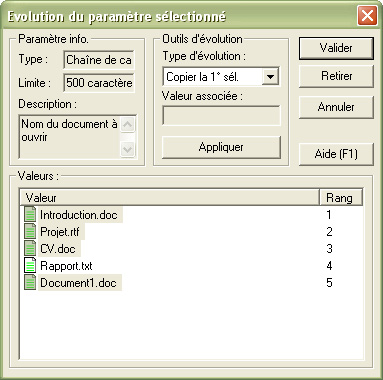 Evolution du paramètre sélectionné
Paramètre info.
Type : Chaîne de ca
Limite : 500 caractère
Description :
Nom du document à
ouvrir
Outils d'évolution
Type d'évolution :
Copier la 1° sél.
Valeur associée :
Appliquer
Valider
Retirer
Annuler
Aide (F1)
Valeurs :
Valeur Rang
Introduction.doc 1
Projet.rtf 2
CV.doc 3
Rapport.txt 4
Document1.doc 5